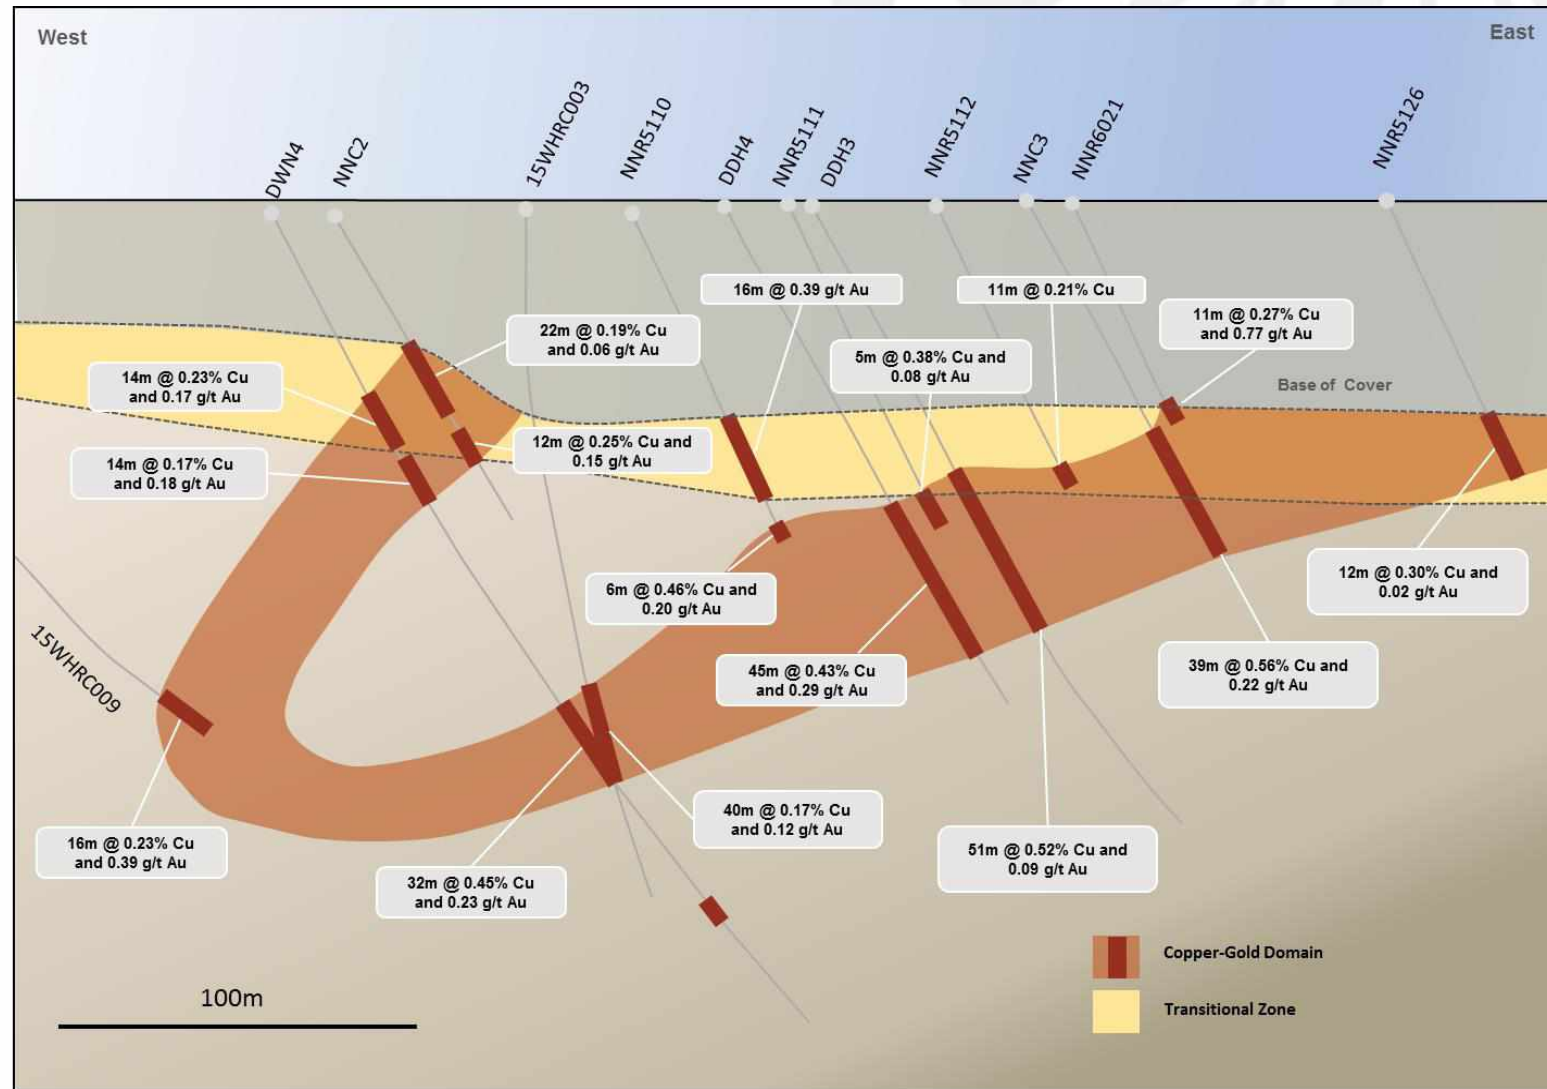 West
East
DWN4
NNC2
15WHRC003
NNR5110
DDH4
NNR5111
DDH3
NNR5112
NNC3
NNR6021
NNR5126
16m @ 0.39 g/t Au
11m @ 0.21% Cu
11m @ 0.27% Cu
and 0.77 g/t Au
22m @ 0.19% Cu
and 0.06 g/t Au
5m @ 0.38% Cu and
0.08 g/t Au
14m @ 0.23% Cu
and 0.17 g/t Au
Base of Cover
12m @ 0.25% Cu and
0.15 g/t Au
14m @ 0.17% Cu
and 0.18 g/t Au
6m @ 0.46% Cu and
0.20 g/t Au
12m @ 0.30% Cu and
0.02 g/t Au
15WHRC009
45m @ 0.43% Cu
and 0.29 g/t Au
39m @ 0.56% Cu and
0.22 g/t Au
40m @ 0.17% Cu
and 0.12 g/t Au
16m @ 0.23% Cu
and 0.39 g/t Au
51m @ 0.52% Cu and
0.09 g/t Au
32m @ 0.45% Cu
and 0.23 g/t Au
Copper-Gold Domain
100m
Transitional Zone